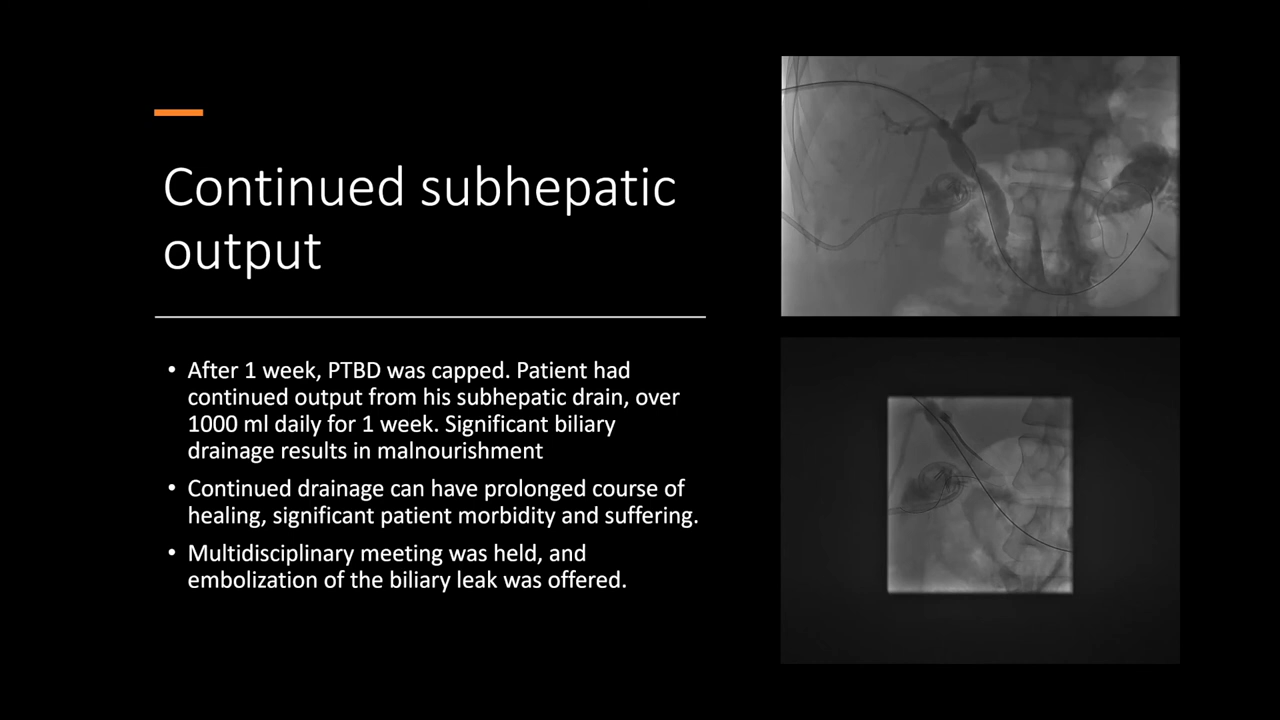 Continued subhepatic
output
• After 1 week, PTBD was capped. Patient had
continued output from his subhepatic drain, over
1000 ml daily for 1 week. Significant biliary
drainage results in malnourishment
• Continued drainage can have prolonged course of
healing, significant patient morbidity and suffering.
• Multidisciplinary meeting was held, and
embolization of the biliary leak was offered.